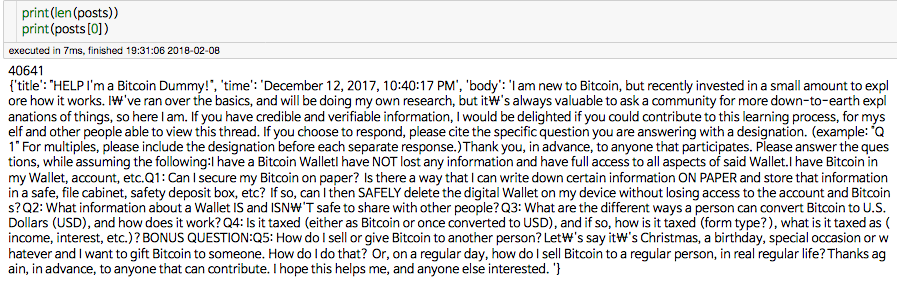 print(len(posts))
print(posts[0])
executed in 7ms, finished 19:31:06 2018-02-08
40641
{'title': "HELP I'm a Bitcoin Dummy!", 'time': 'December 12, 2017, 10:40:17 PM', 'body': 'I am new to Bitcoin, but recently invested in a small amount to expl
ore how it works. I₩'ve ran over the basics, and will be doing my own research, but it₩'s always valuable to ask a community for more down-to-earth expl
anations of things, so here I am. If you have credible and verifiable information, I would be delighted if you could contribute to this learning process, for mys
elf and other people able to view this thread. If you choose to respond, please cite the specific question you are answering with a designation. (example: "Q
1" For multiples, please include the designation before each separate response.)Thank you, in advance, to anyone that participates. Please answer the ques
tions, while assuming the following:I have a Bitcoin WalletI have NOT lost any information and have full access to all aspects of said Wallet.I have Bitcoin in
my Wallet, account, etc.Q1: Can I secure my Bitcoin on paper? Is there a way that I can write down certain information ON PAPER and store that information
in a safe, file cabinet, safety deposit box, etc? If so, can I then SAFELY delete the digital Wallet on my device without losing access to the account and Bitcoin
s?Q2: What information about a Wallet IS and ISN₩'T safe to share with other people?Q3: What are the different ways a person can convert Bitcoin to U.S.
Dollars (USD), and how does it work?Q4: Is it taxed (either as Bitcoin or once converted to USD), and if so, how is it taxed (form type?), what is it taxed as (
income, interest, etc.)?BONUS QUESTION:Q5: How do I sell or give Bitcoin to another person? Let₩'s say it₩'s Christmas, a birthday, special occasion or w
hatever and I want to gift Bitcoin to someone. How do I do that? Or, on a regular day, how do I sell Bitcoin to a regular person, in real regular life?Thanks ag
ain, in advance, to anyone that can contribute. I hope this helps me, and anyone else interested. '}